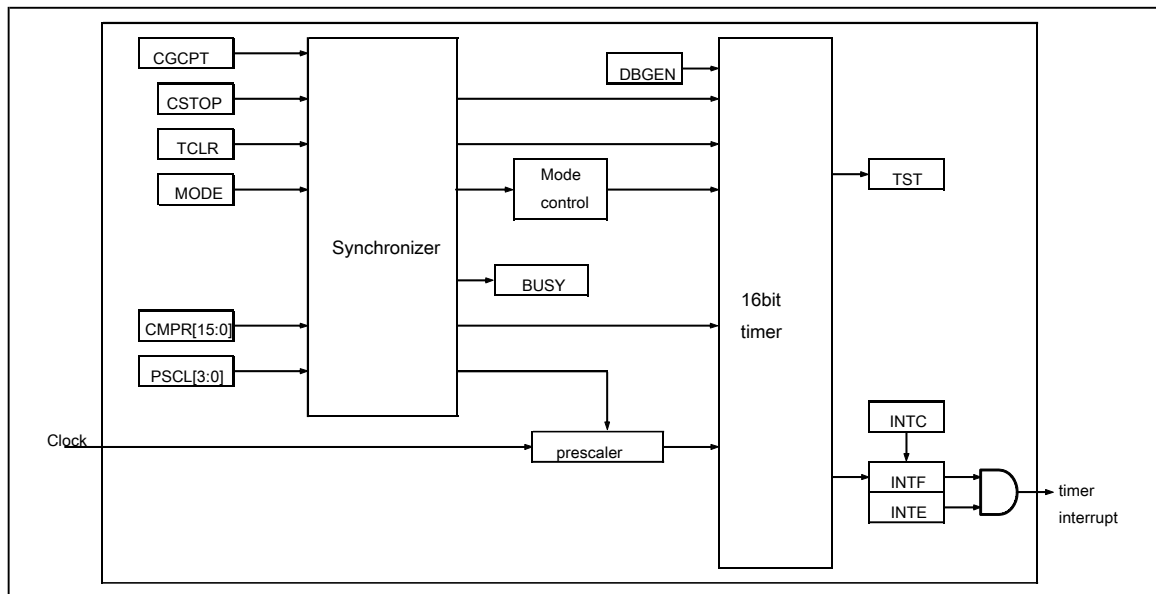 CGCPT
CSTOP
TCLR
MODE
CMPR[15:0]
PSCL[3:0]
Clock
Synchronizer
Mode
control
BUSY
prescaler
DBGEN
16bit
timer
TST
INTC
INTF
INTE
timer
interrupt